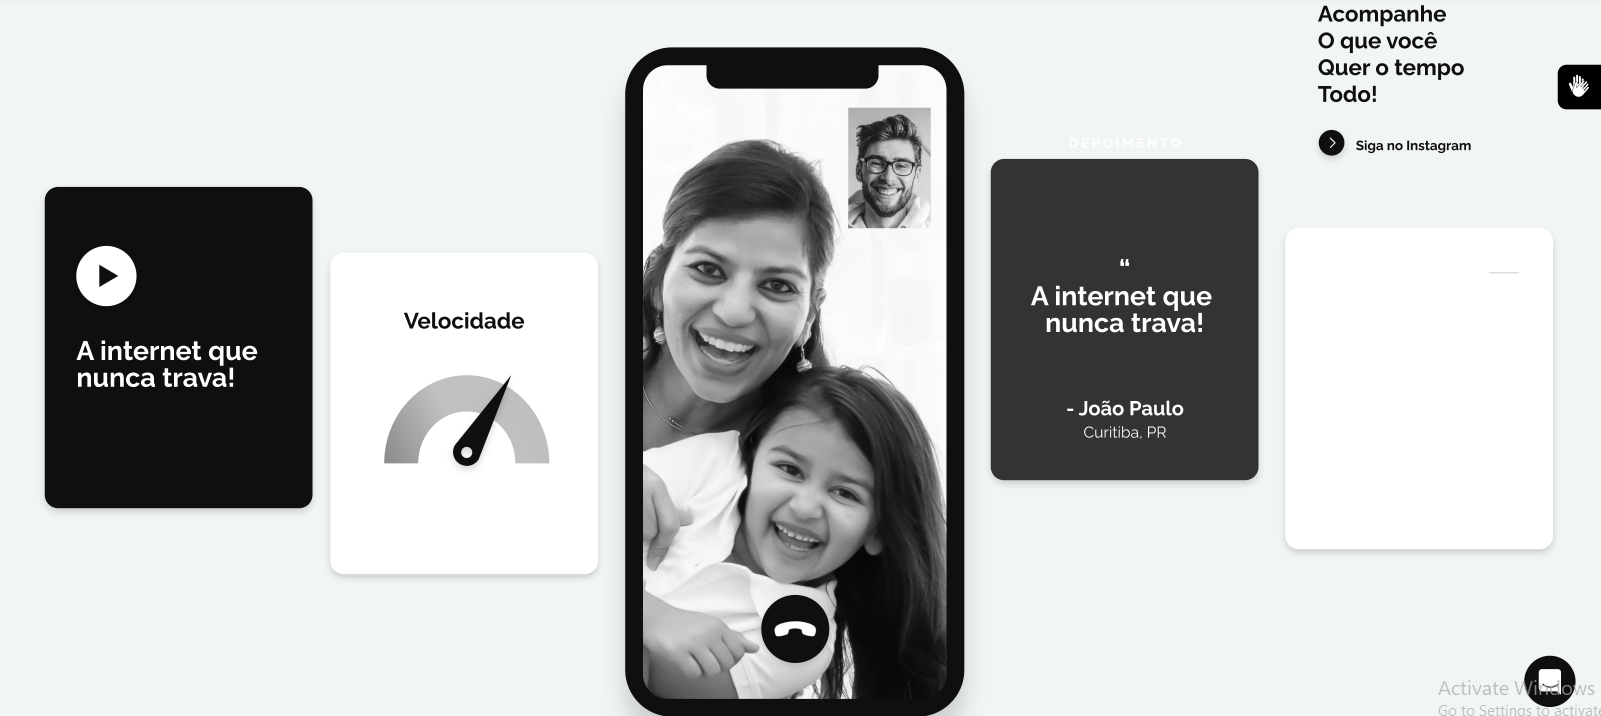 A internet que
nunca trava!
Velocidade
DEPOIMENTO
“
A internet que
nunca trava!
- João Paulo
Curitiba, PR
Acompanhe
O que você
Quer o tempo
Todo!
Siga no Instagram
Activate Windows
Go to Settings to activate